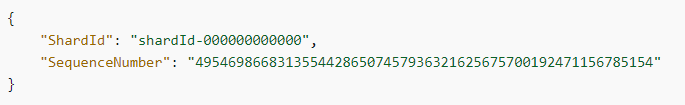 {
"ShardId": "shardId-000000000000",
"SequenceNumber": "49546986683135544286507457936321625675700192471156785154"
}